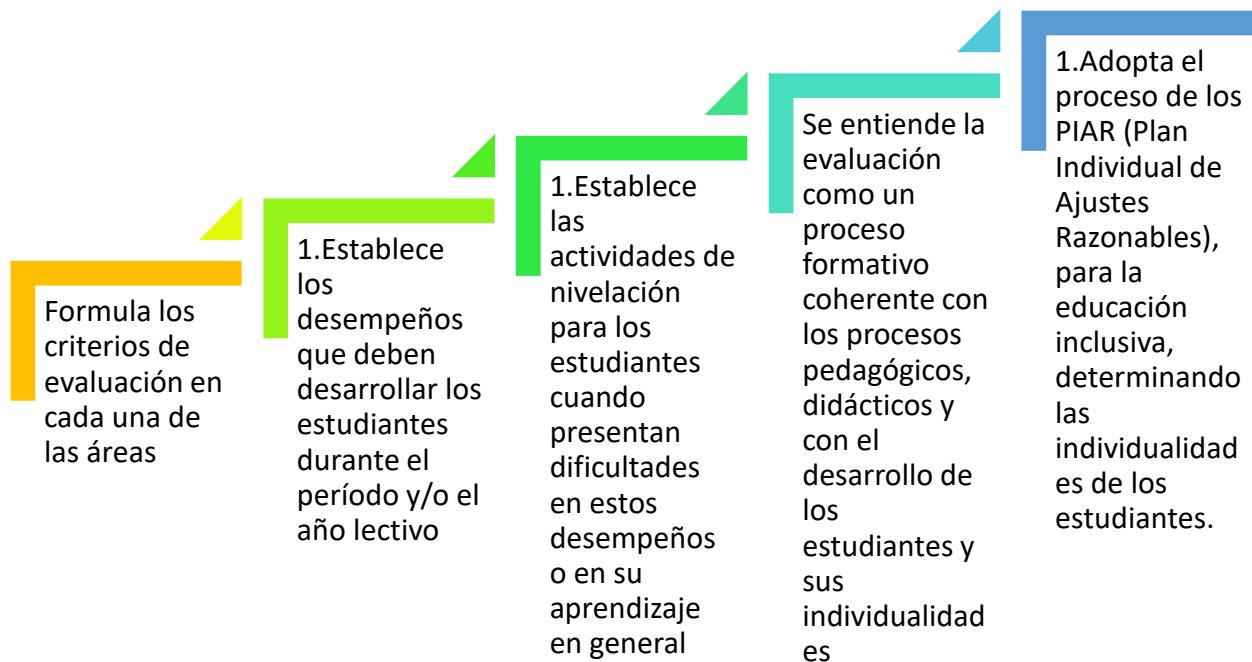 Formula los
criterios de
evaluación en
cada una de
las áreas
1.Establece
los
desempeños
que deben
desarrollar los
estudiantes
durante el
período y/o el
año lectivo
1.Establece
las
actividades de
nivelación
para los
estudiantes
cuando
presentan
dificultades
en estos
desempeños
o en su
aprendizaje
en general
Se entiende la
evaluación
como un
proceso
formativo
coherente con
los procesos
pedagógicos,
didácticos y
con el
desarrollo de
los
estudiantes y
sus
individualidad
es
1.Adopta el
proceso de los
PIAR (Plan
Individual de
Ajustes
Razonables),
para la
educación
inclusiva,
determinando
las
individualidad
es de los
estudiantes.